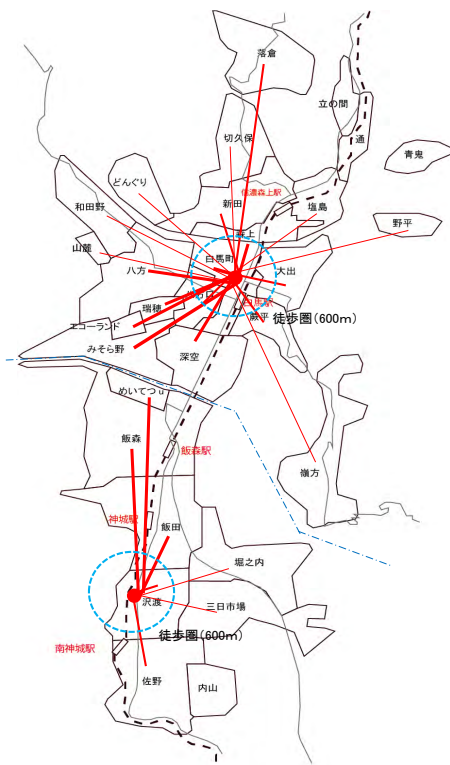 落倉
立の間
通
切久保
青鬼
どんぐり
信濃森上駅
和田野
新田
塩島
野平
森上
山麓
白馬町
八方
大出
瑞穂
白馬駅
蕨平
徒歩圏(600m)
エコーランド
みそら野
深空
めいてつu
飯森
飯森駅
嶺方
神城駅
飯田
堀之内
沢渡
三日市場
徒歩圏(600m)
南神城駅
佐野
内山